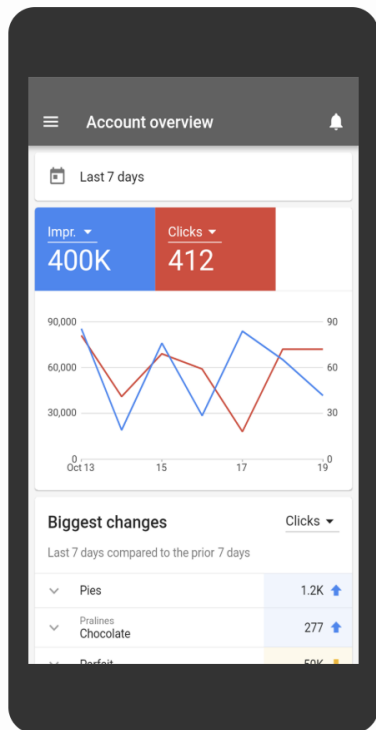 Account overview
Last 7 days
Impr. Clicks
400K 412
90,000 90
60,000 60
30,000 30
0 0
Oct 13 15 17 19
Biggest changes Clicks
Last 7 days compared to the prior 7 days
Pies 1.2K
Pralines
Chocolate 277
Parfait 50K